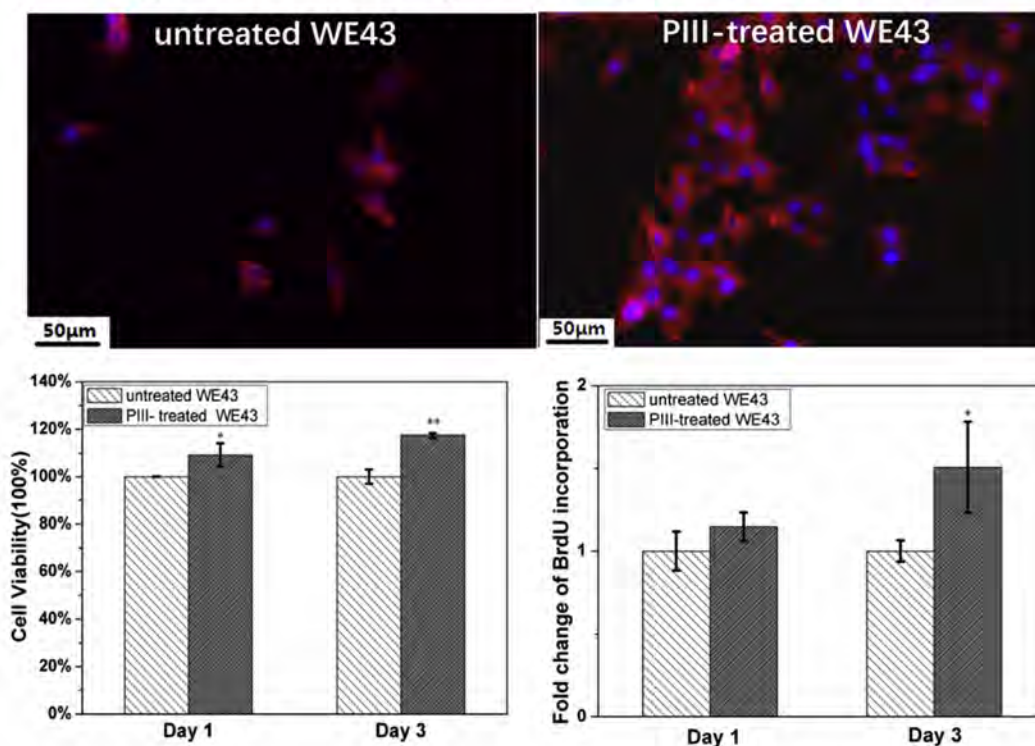 untreated WE43
PIII-treated WE43
50μm
50μm
140%
120%
100%
80%
60%
40%
20%
0%
Cell Viability(100%)
untreated WE43
PIII- treated WE43
*
**
Day 1
Day 3
2
1
0
Fold change of BrdU incorporation
untreated WE43
PIII-treated WE43
*
Day 1
Day 3